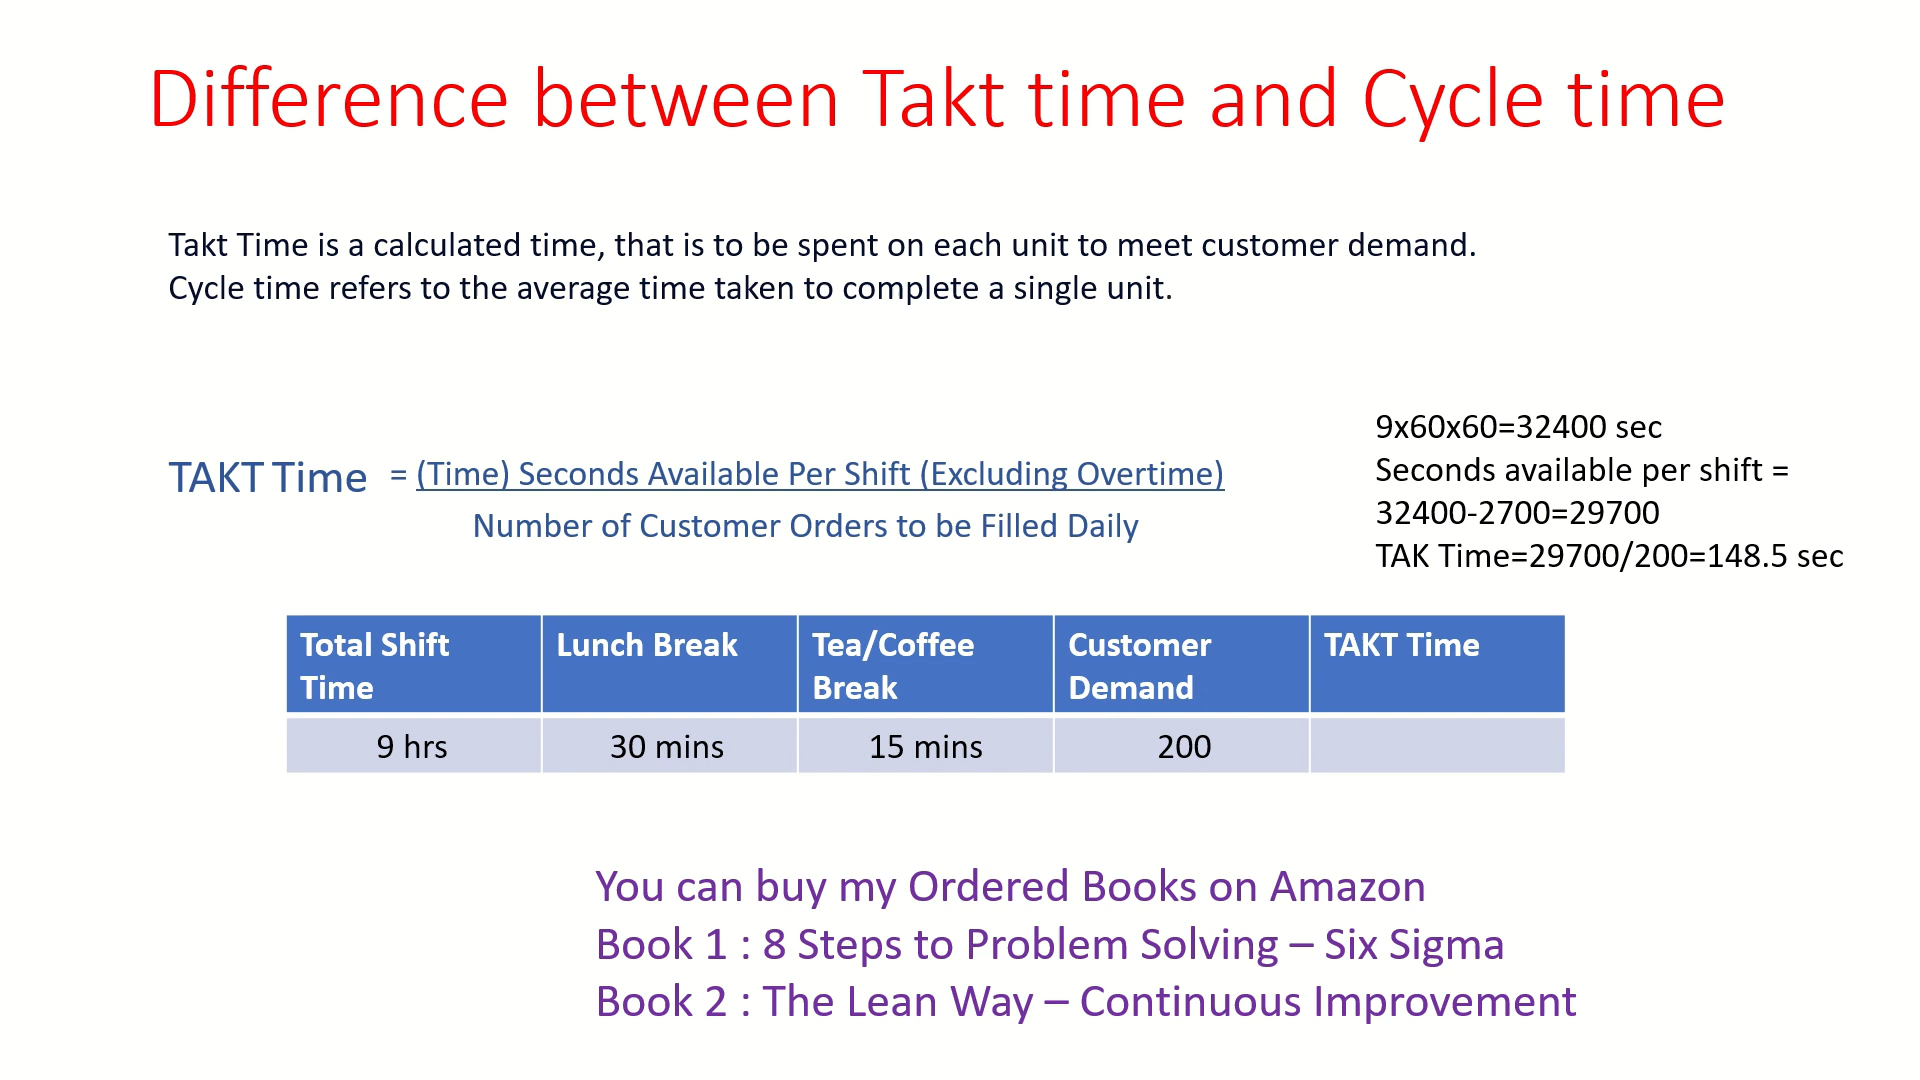 Difference between Takt time and Cycle time
Takt Time is a calculated time, that is to be spent on each unit to meet customer demand.
Cycle time refers to the average time taken to complete a single unit.
TAKT Time = (Time) Seconds Available Per Shift (Excluding Overtime)
Number of Customer Orders to be Filled Daily
9x60x60=32400 sec
Seconds available per shift =
32400-2700=29700
TAK Time=29700/200=148.5 sec
Total Shift Time Lunch Break Tea/Coffee Break Customer Demand TAKT Time
9 hrs 30 mins 15 mins 200
You can buy my Ordered Books on Amazon
Book 1 : 8 Steps to Problem Solving – Six Sigma
Book 2 : The Lean Way – Continuous Improvement